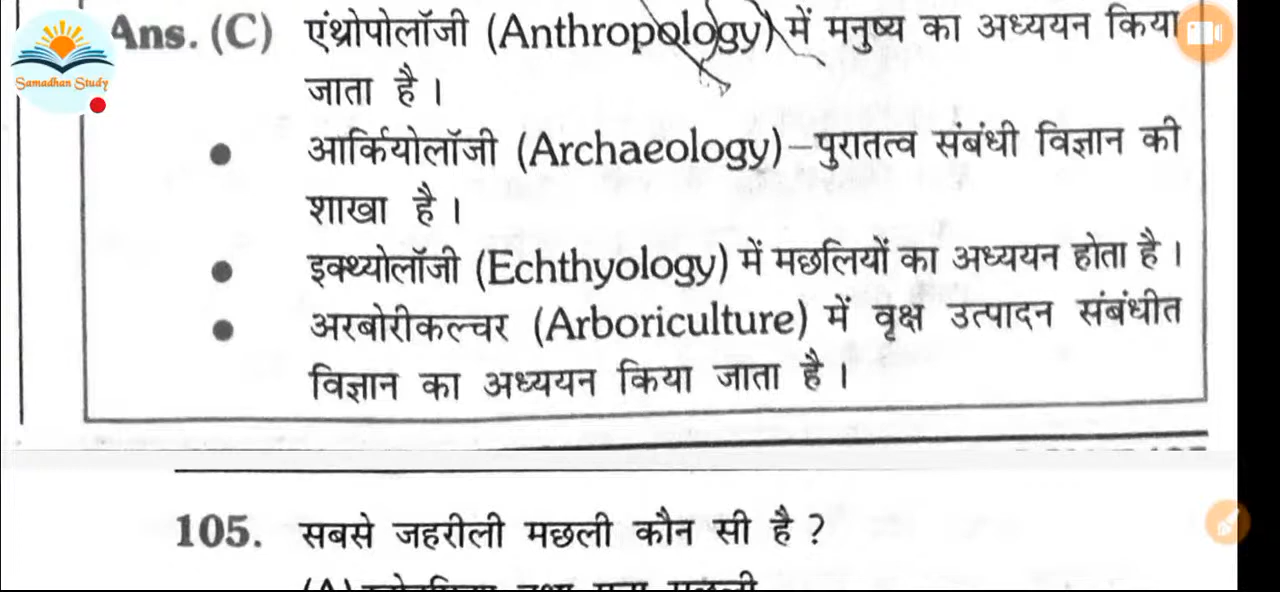 Samadhan Study
Ans. (C) एंथ्रोपोलॉजी (Anthropology) में मनुष्य का अध्ययन किया
जाता है ।
● आर्कियोलॉजी (Archaeology)–पुरातत्व संबंधी विज्ञान की
शाखा है ।
● इक्थ्योलॉजी (Echthyology) में मछलियों का अध्ययन होता है ।
● अरबोरीकल्चर (Arboriculture) में वृक्ष उत्पादन संबंधीत
विज्ञान का अध्ययन किया जाता है ।
105. सबसे जहरीली मछली कौन सी है ?